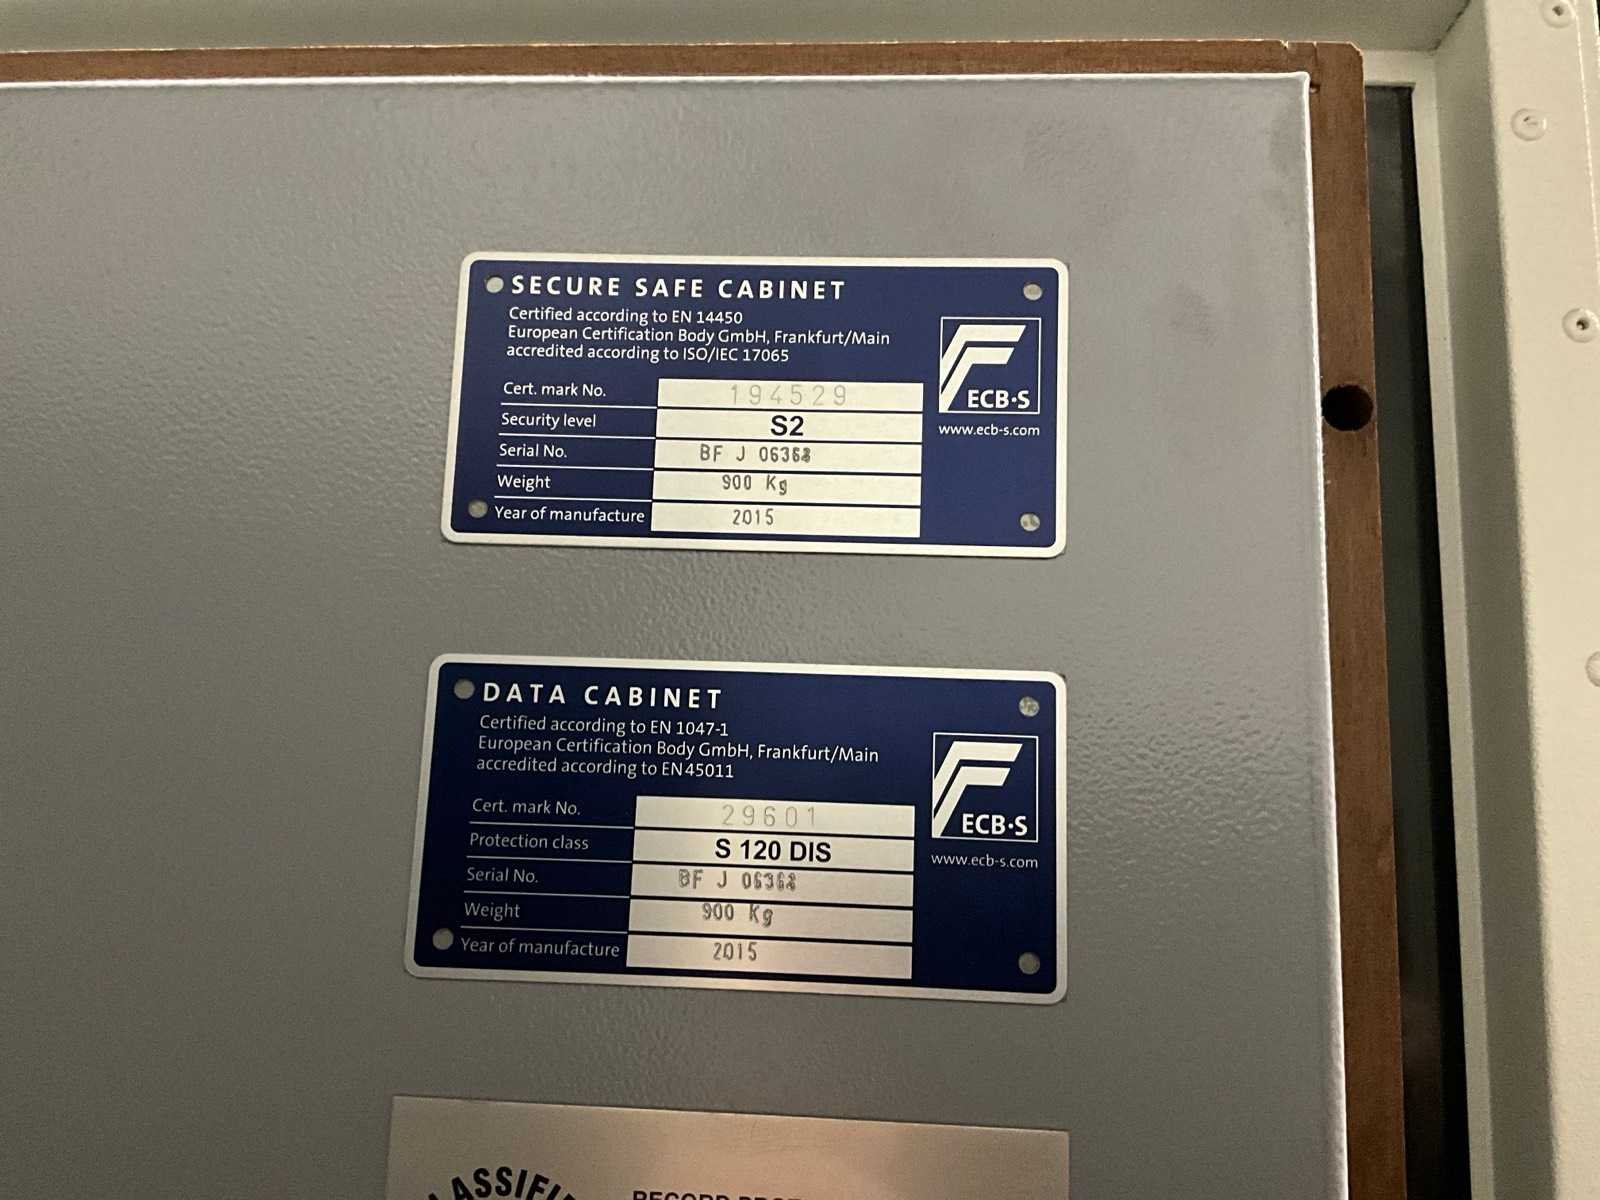 SECURE SAFE CABINET
Certified according to EN 14450
European Certification Body GmbH, Frankfurt/Main
accredited according to ISO/IEC 17065
ECB·S
www.ecb-s.com
Cert. mark No. 194529
Security level S2
Serial No. BF J
Weight 900 Kg
Year of manufacture 2015
DATA CABINET
Certified according to EN 1047-1
European Certification Body GmbH, Frankfurt/Main
accredited according to EN 45011
ECB·S
www.ecb-s.com
Cert. mark No. 29601
Protection class S 120 DIS
Serial No. BF J
Weight 900 Kg
Year of manufacture 2015